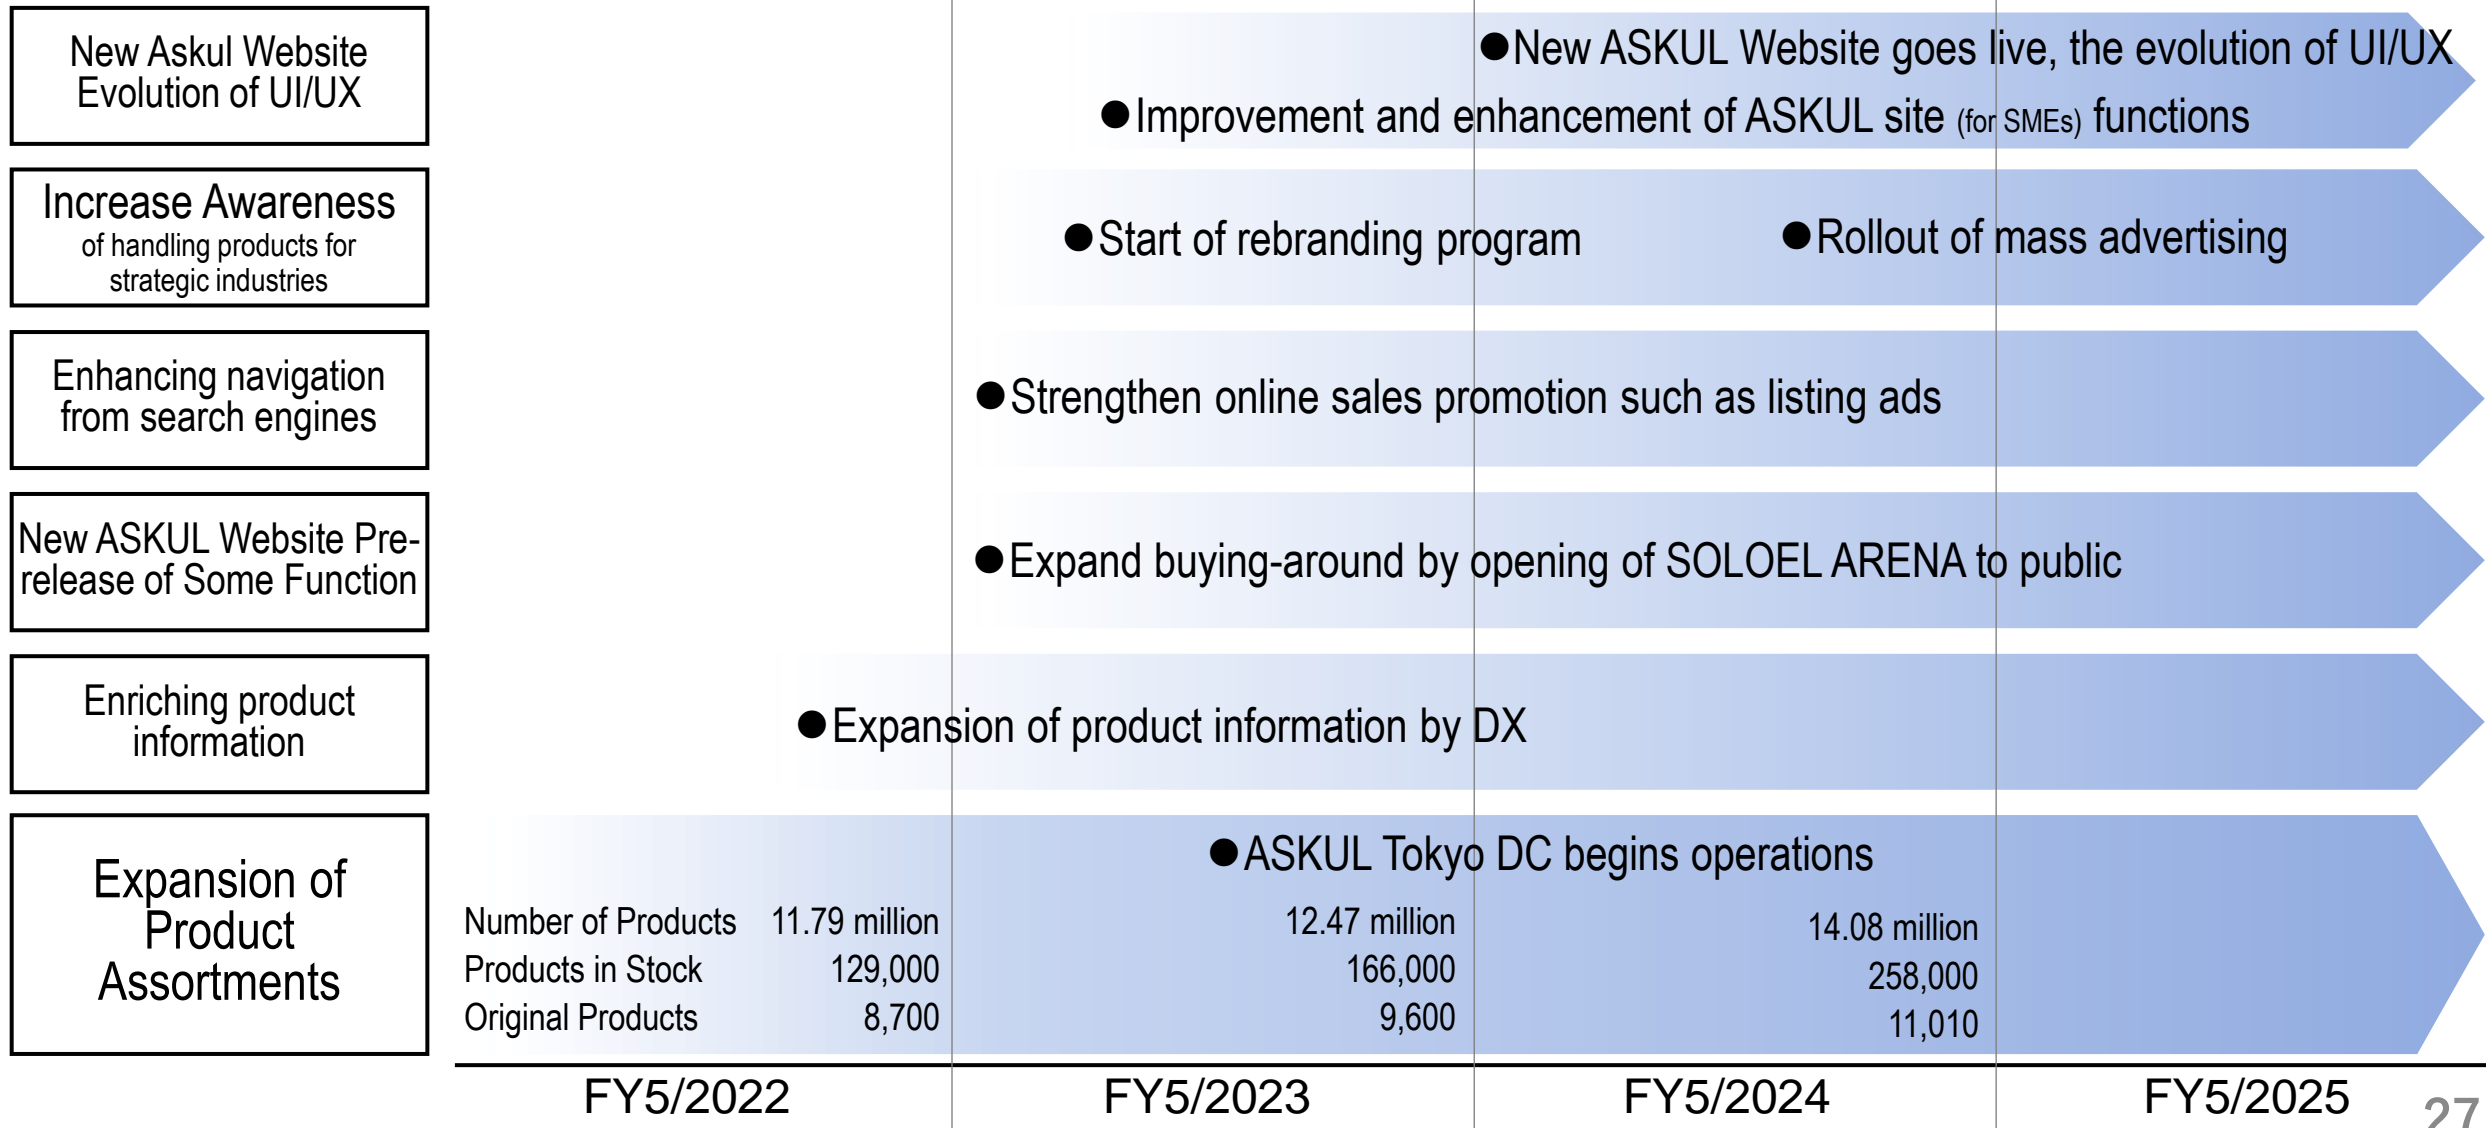 New Askul Website
Evolution of UI/UX
●New ASKUL Website goes live, the evolution of UI/UX
●Improvement and enhancement of ASKUL site (for SMEs) functions
Increase Awareness
of handling products for
strategic industries
●Start of rebranding program
●Rollout of mass advertising
Enhancing navigation
from search engines
●Strengthen online sales promotion such as listing ads
New ASKUL Website Pre-
release of Some Function
●Expand buying-around by opening of SOLOEL ARENA to public
Enriching product
information
●Expansion of product information by DX
Expansion of
Product
Assortments
●ASKUL Tokyo DC begins operations
Number of Products 11.79 million 12.47 million 14.08 million
Products in Stock 129,000 166,000 258,000
Original Products 8,700 9,600 11,010
FY5/2022 FY5/2023 FY5/2024 FY5/2025
27